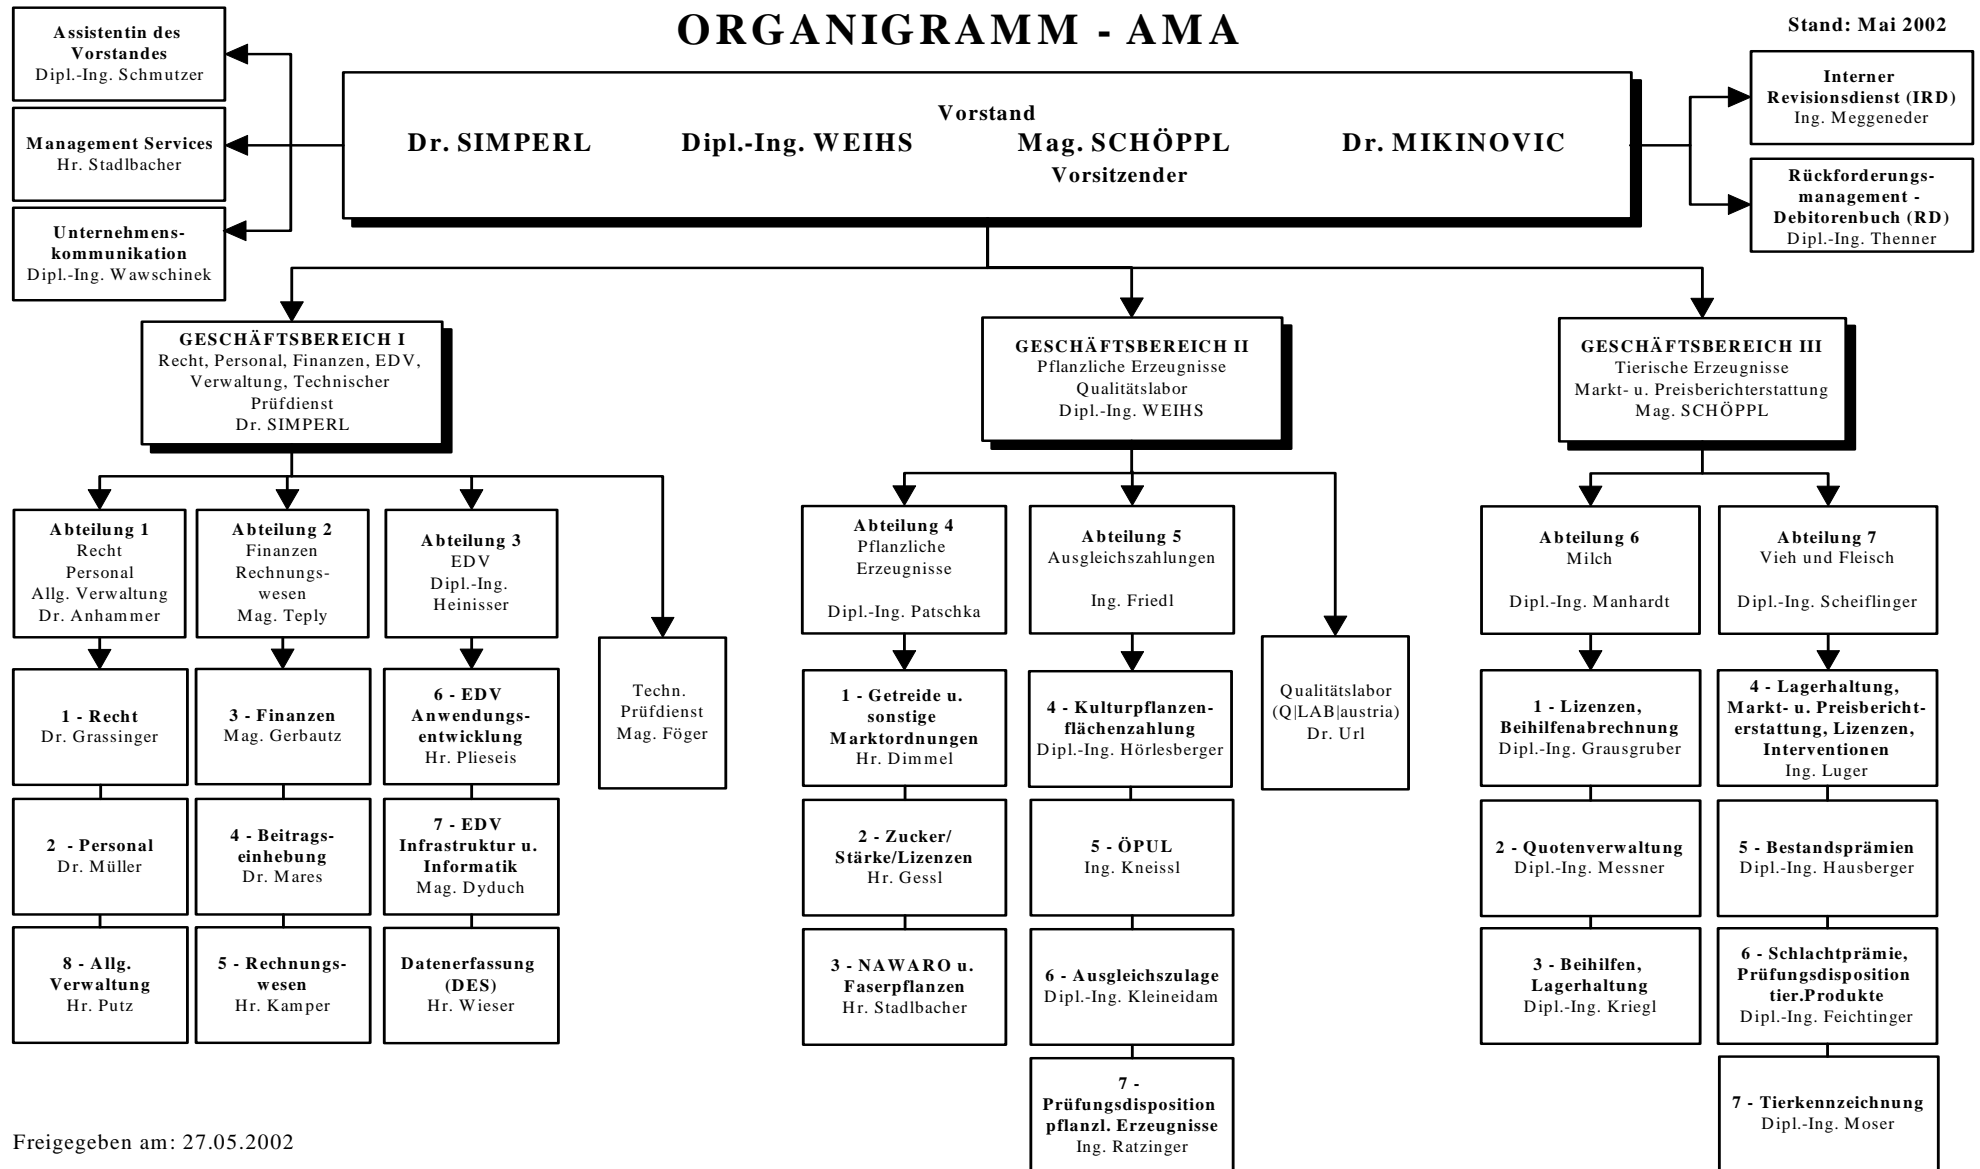 ORGANIGRAMM - AMA
Stand: Mai 2002
Assistentin des
Vorstandes
Dipl.-Ing. Schmutzer
Management Services
Hr. Stadlbacher
Unternehmens-
kommunikation
Dipl.-Ing. Wawschinek
Vorstand
Dr. SIMPERL Dipl.-Ing. WEIHS Mag. SCHÖPPL Dr. MIKINOVIC
Vorsitzender
Interner
Revisionsdienst (IRD)
Ing. Meggeneder
Rückforderungs-
management -
Debitorenbuch (RD)
Dipl.-Ing. Thenner
GESCHÄFTSBEREICH I
Recht, Personal, Finanzen, EDV,
Verwaltung, Technischer
Prüfdienst
Dr. SIMPERL
GESCHÄFTSBEREICH II
Pflanzliche Erzeugnisse
Qualitätslabor
Dipl.-Ing. WEIHS
GESCHÄFTSBEREICH III
Tierische Erzeugnisse
Markt- u. Preisberichterstattung
Mag. SCHÖPPL
Abteilung 1
Recht
Personal
Allg. Verwaltung
Dr. Anhammer
Abteilung 2
Finanzen
Rechnungs-
wesen
Mag. Teply
Abteilung 3
EDV
Dipl.-Ing.
Heinisser
Abteilung 4
Pflanzliche
Erzeugnisse
Dipl.-Ing. Patschka
Abteilung 5
Ausgleichszahlungen
Ing. Friedl
Abteilung 6
Milch
Dipl.-Ing. Manhardt
Abteilung 7
Vieh und Fleisch
Dipl.-Ing. Scheiflinger
1 - Recht
Dr. Grassinger
3 - Finanzen
Mag. Gerbautz
6 - EDV
Anwendungs-
entwicklung
Hr. Plieseis
Techn.
Prüfdienst
Mag. Föger
1 - Getreide u.
sonstige
Marktordnungen
Hr. Dimmel
4 - Kulturpflanzen-
flächenzahlung
Dipl.-Ing. Hörlesberger
Qualitätslabor
(Q|LAB|austria)
Dr. Url
1 - Lizenzen,
Beihilfenabrechnung
Dipl.-Ing. Grausgruber
4 - Lagerhaltung,
Markt- u. Preisbericht-
erstattung, Lizenzen,
Interventionen
Ing. Luger
2 - Personal
Dr. Müller
4 - Beitrags-
einhebung
Dr. Mares
7 - EDV
Infrastruktur u.
Informatik
Mag. Dyduch
2 - Zucker/
Stärke/Lizenzen
Hr. Gessl
5 - ÖPUL
Ing. Kneissl
2 - Quotenverwaltung
Dipl.-Ing. Messner
5 - Bestandsprämien
Dipl.-Ing. Hausberger
8 - Allg.
Verwaltung
Hr. Putz
5 - Rechnungs-
wesen
Hr. Kamper
Datenerfassung
(DES)
Hr. Wieser
3 - NAWARO u.
Faserpflanzen
Hr. Stadlbacher
6 - Ausgleichszulage
Dipl.-Ing. Kleineidam
3 - Beihilfen,
Lagerhaltung
Dipl.-Ing. Kriegl
6 - Schlachtprämie,
Prüfungsdisposition
tier.Produkte
Dipl.-Ing. Feichtinger
7 -
Prüfungsdisposition
pflanzl. Erzeugnisse
Ing. Ratzinger
7 - Tierkennzeichnung
Dipl.-Ing. Moser
Freigegeben am: 27.05.2002